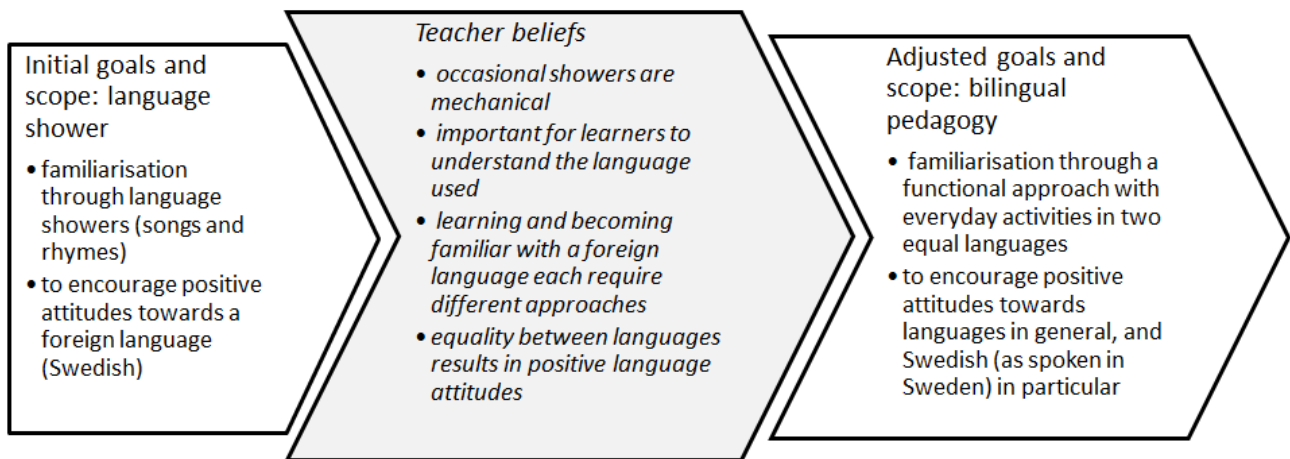 Initial goals and
scope: language
shower
• familiarisation
through language
showers (songs and
rhymes)
• to encourage positive
attitudes towards a
foreign language
(Swedish)
Teacher beliefs
• occasional showers are
mechanical
• important for learners to
understand the language
used
• learning and becoming
familiar with a foreign
language each require
different approaches
• equality between languages
results in positive language
attitudes
Adjusted goals and
scope: bilingual
pedagogy
• familiarisation through a
functional approach with
everyday activities in two
equal languages
• to encourage positive
attitudes towards
languages in general, and
Swedish (as spoken in
Sweden) in particular